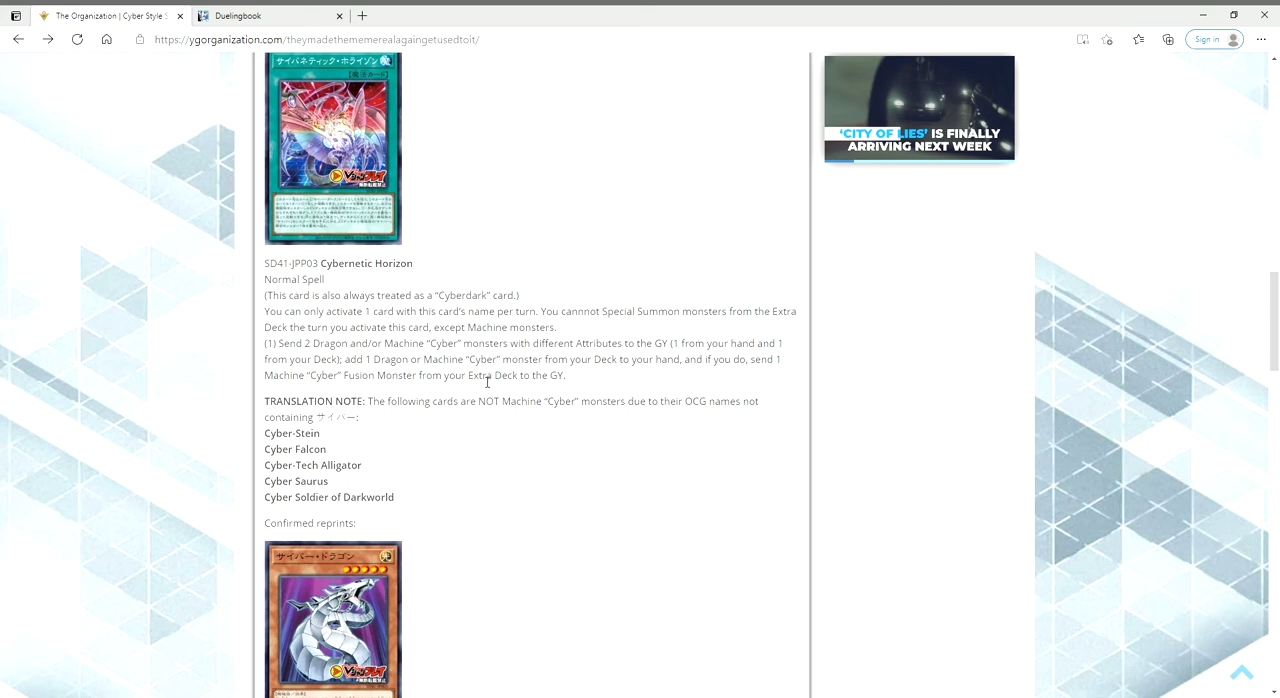 The Organization | Cyber Style S
Duelingbook
https://ygorganization.com/theymadethememerealagaingetusedtoit/
Sign in
サイバネティック・ホライゾン
【魔法カード】
'CITY OF LIES' IS FINALLY
ARRIVING NEXT WEEK
SD41-JPP03 Cybernetic Horizon
Normal Spell
(This card is also always treated as a “Cyberdark” card.)
You can only activate 1 card with this card’s name per turn. You cannnot Special Summon monsters from the Extra
Deck the turn you activate this card, except Machine monsters.
(1) Send 2 Dragon and/or Machine “Cyber” monsters with different Attributes to the GY (1 from your hand and 1
from your Deck); add 1 Dragon or Machine “Cyber” monster from your Deck to your hand, and if you do, send 1
Machine “Cyber” Fusion Monster from your Extra Deck to the GY.
TRANSLATION NOTE: The following cards are NOT Machine “Cyber” monsters due to their OCG names not
containing サイバー:
Cyber-Stein
Cyber Falcon
Cyber-Tech Alligator
Cyber Saurus
Cyber Soldier of Darkworld
Confirmed reprints:
サイバー・ドラゴン